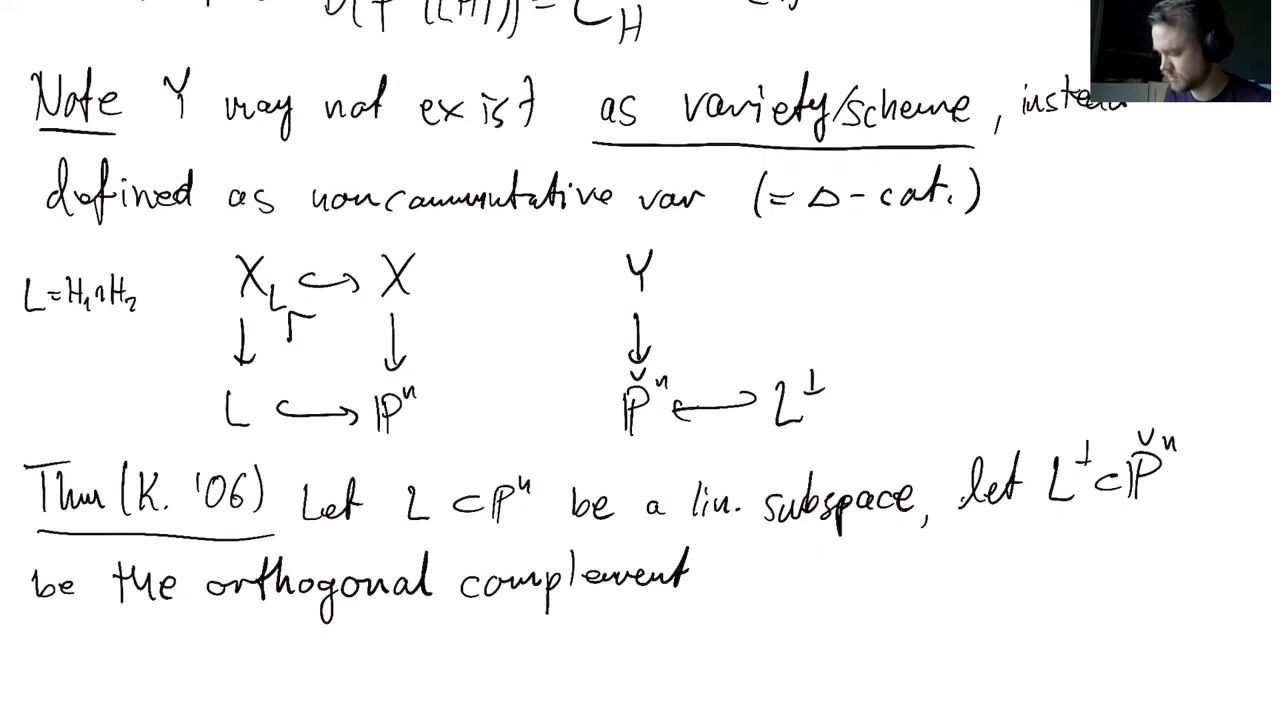 = C_H
Note Y may not exist as variety/scheme, instead
defined as noncommutative var (= Δ-cat.)
L = H₁∩H₂ X_L ↪ X Y
↓ ↓ ↓
L ↪ ℙⁿ ℙ̌ⁿ ↩ L^⊥
Thm (K. '06) Let L ⊂ ℙⁿ be a lin. subspace, let L^⊥ ⊂ ℙ̌ⁿ
be the orthogonal complement